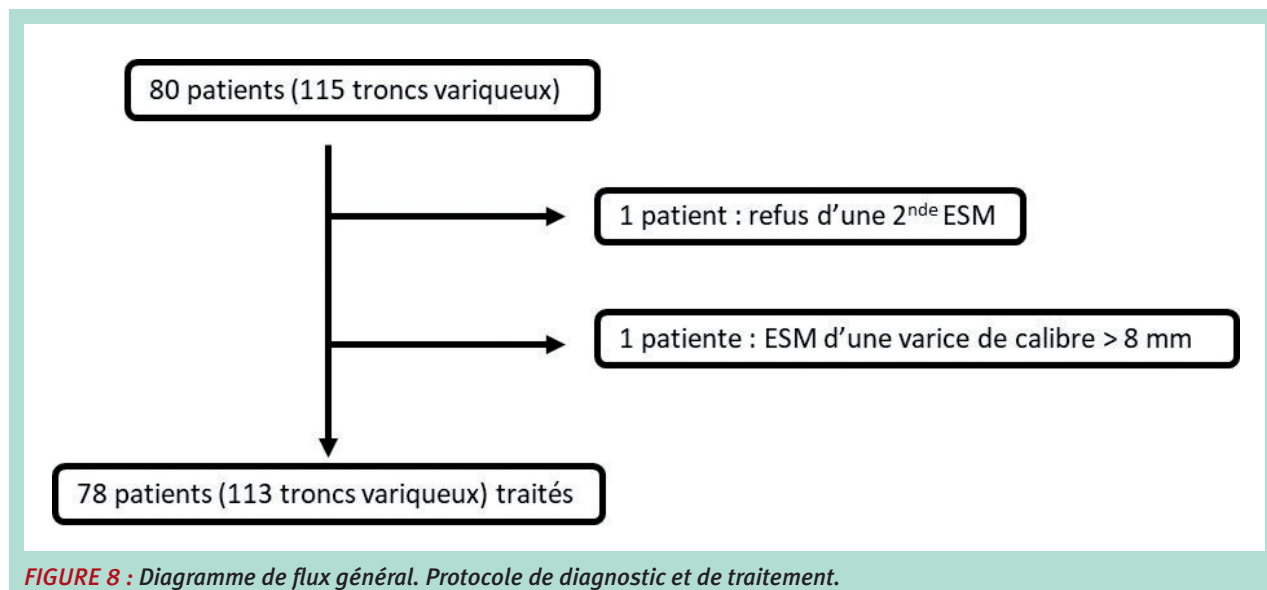 80 patients (115 troncs variqueux)
1 patient : refus d’une 2nde ESM
1 patiente : ESM d’une varice de calibre > 8 mm
78 patients (113 troncs variqueux) traités
FIGURE 8 : Diagramme de flux général. Protocole de diagnostic et de traitement.